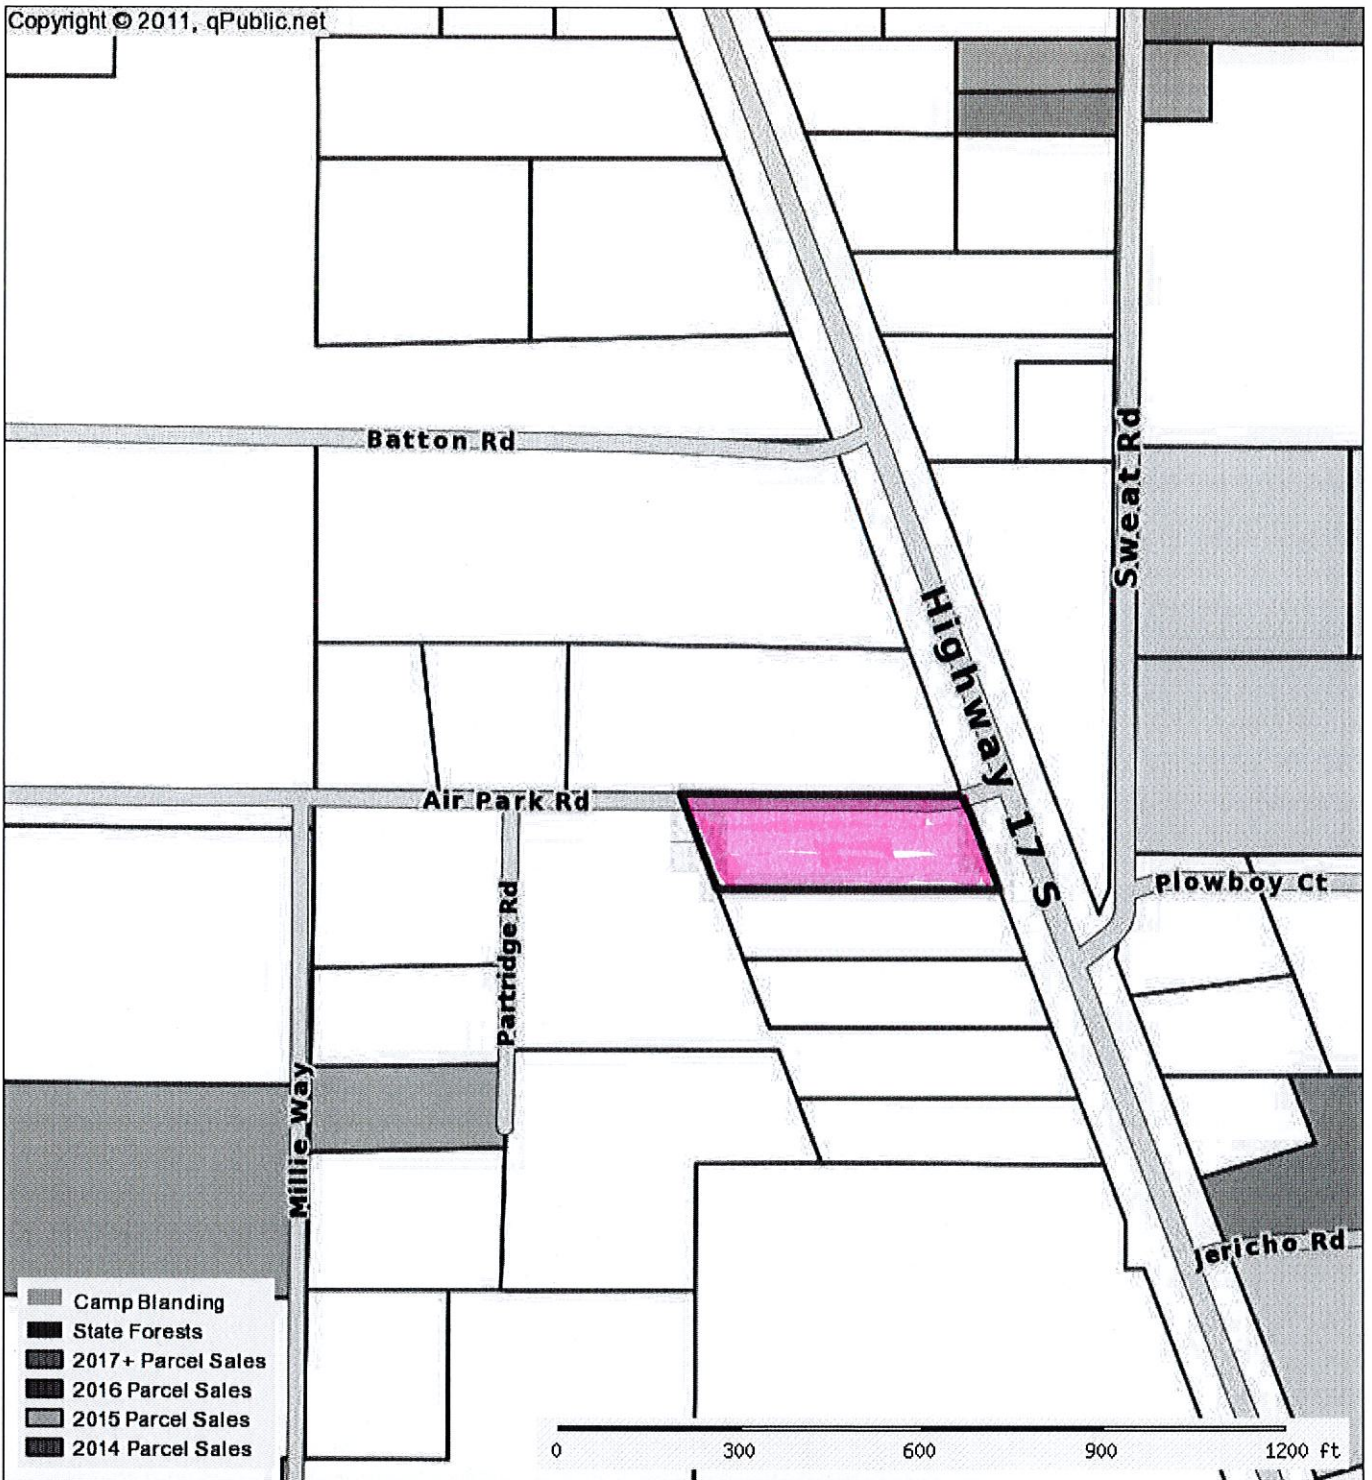 Copyright © 2011, qPublic.net
Batton Rd
Sweat Rd
Highway 17 S
Air Park Rd
Plowboy Ct
Partridge Rd
Millie Way
Jericho Rd
Camp Blanding
State Forests
2017+ Parcel Sales
2016 Parcel Sales
2015 Parcel Sales
2014 Parcel Sales
0 300 600 900 1200 ft